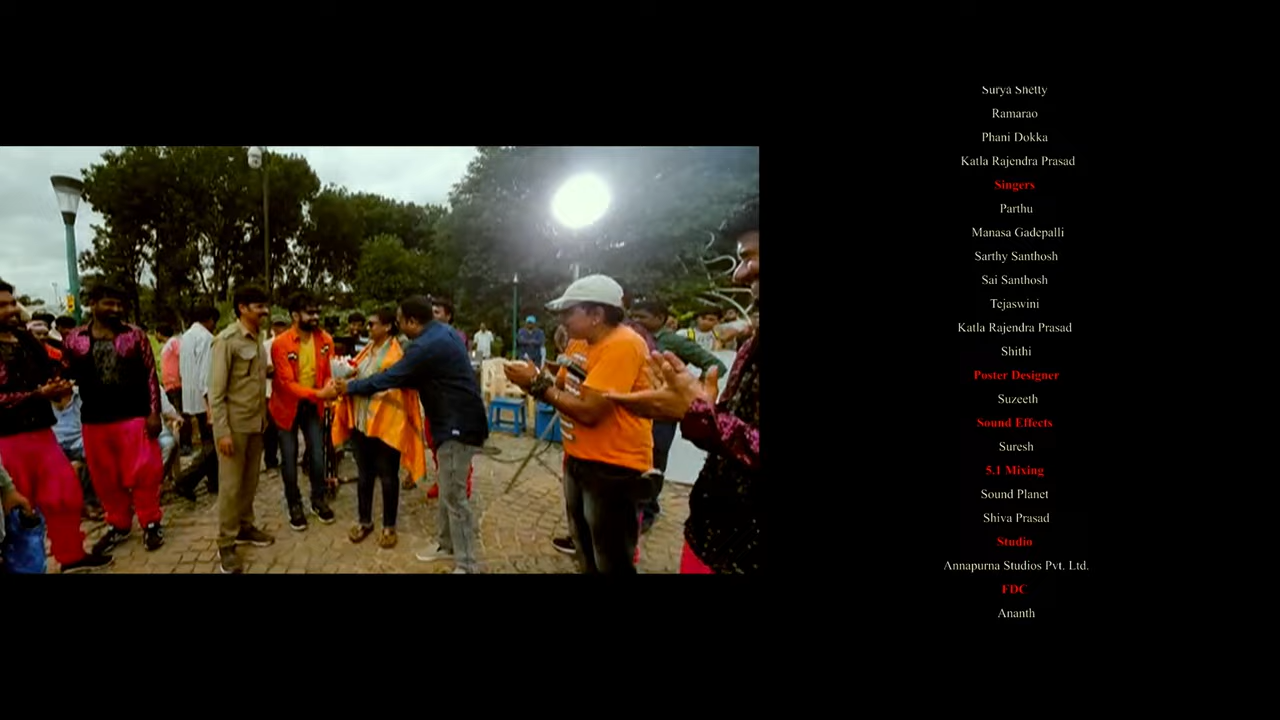 Surya Shetty
Ramarao
Phani Dokka
Katla Rajendra Prasad
Singers
Parthu
Manasa Gadepalli
Sarthy Santhosh
Sai Santhosh
Tejaswini
Katla Rajendra Prasad
Shithi
Poster Designer
Suzeeth
Sound Effects
Suresh
5.1 Mixing
Sound Planet
Shiva Prasad
Studio
Annapurna Studios Pvt. Ltd.
FDC
Ananth